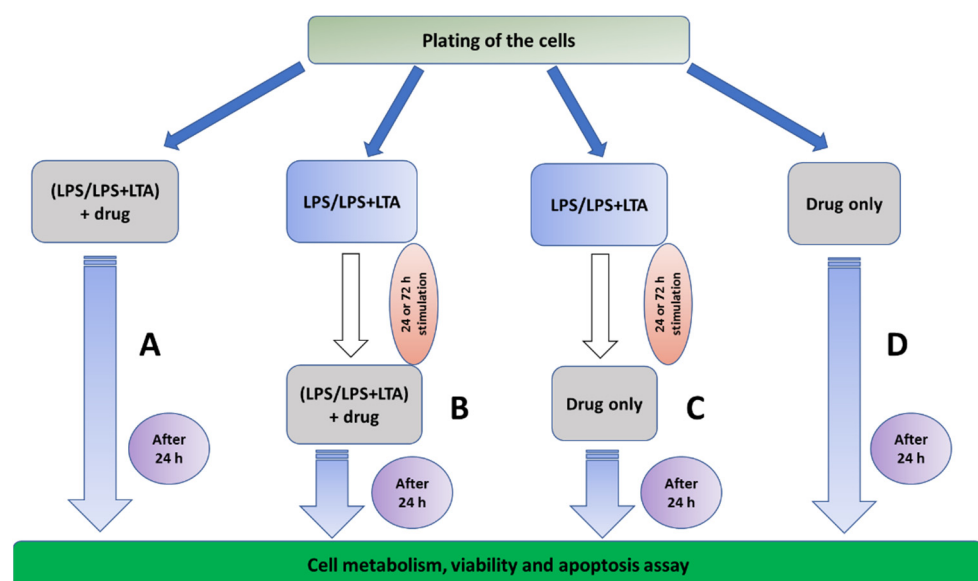 Plating of the cells
(LPS/LPS+LTA)
+ drug
LPS/LPS+LTA
LPS/LPS+LTA
Drug only
24 or 72 h
stimulation
24 or 72 h
stimulation
A
D
(LPS/LPS+LTA)
+ drug
B
Drug only
C
After
24 h
After
24 h
After
24 h
After
24 h
Cell metabolism, viability and apoptosis assay